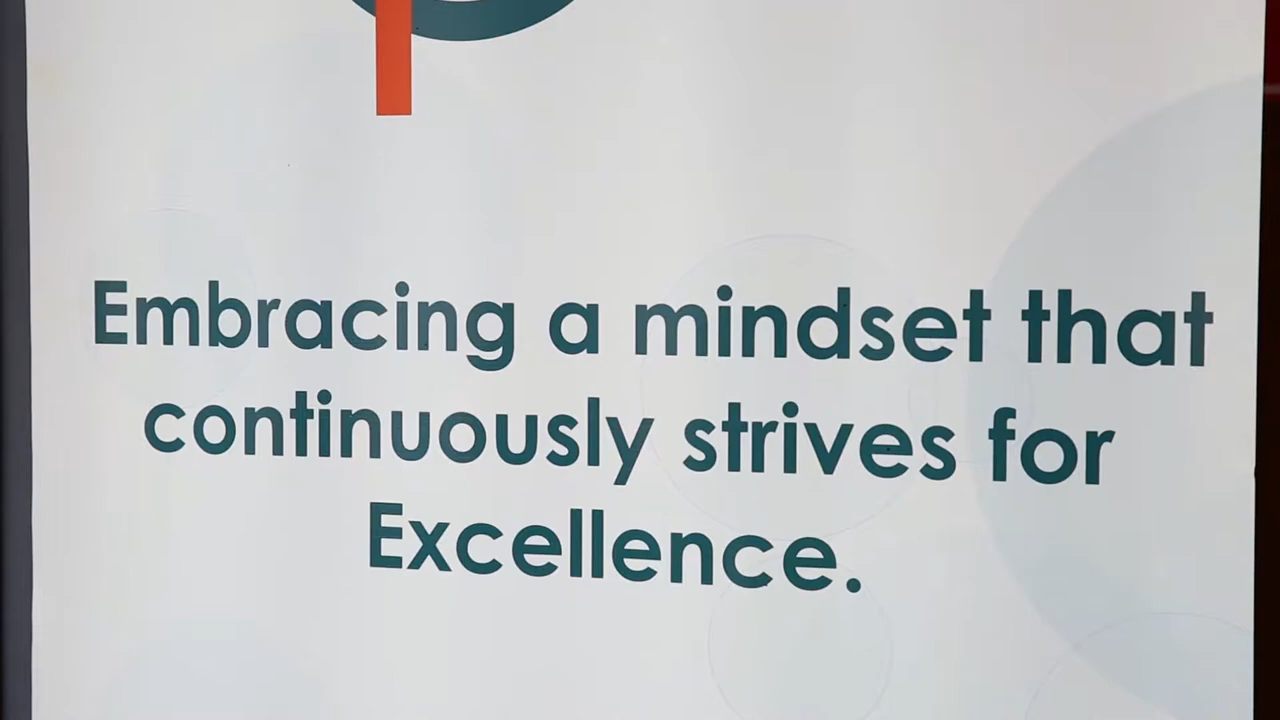 Embracing a mindset that
continuously strives for
Excellence.